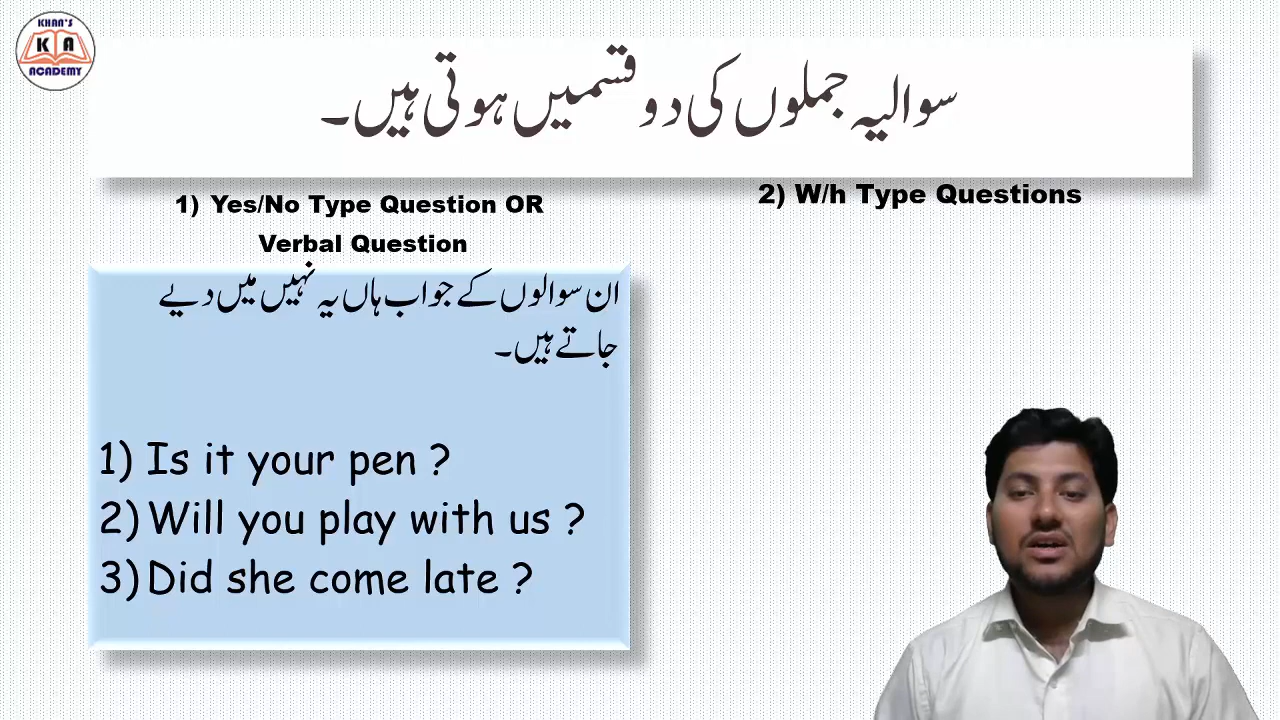 KHAN'S
K A
ACADEMY
سوالیہ جملوں کی دو قسمیں ہوتی ہیں۔
1) Yes/No Type Question OR
Verbal Question
ان سوالوں کے جواب ہاں یہ نہیں میں دیے
جاتے ہیں۔
1) Is it your pen ?
2) Will you play with us ?
3) Did she come late ?
2) W/h Type Questions